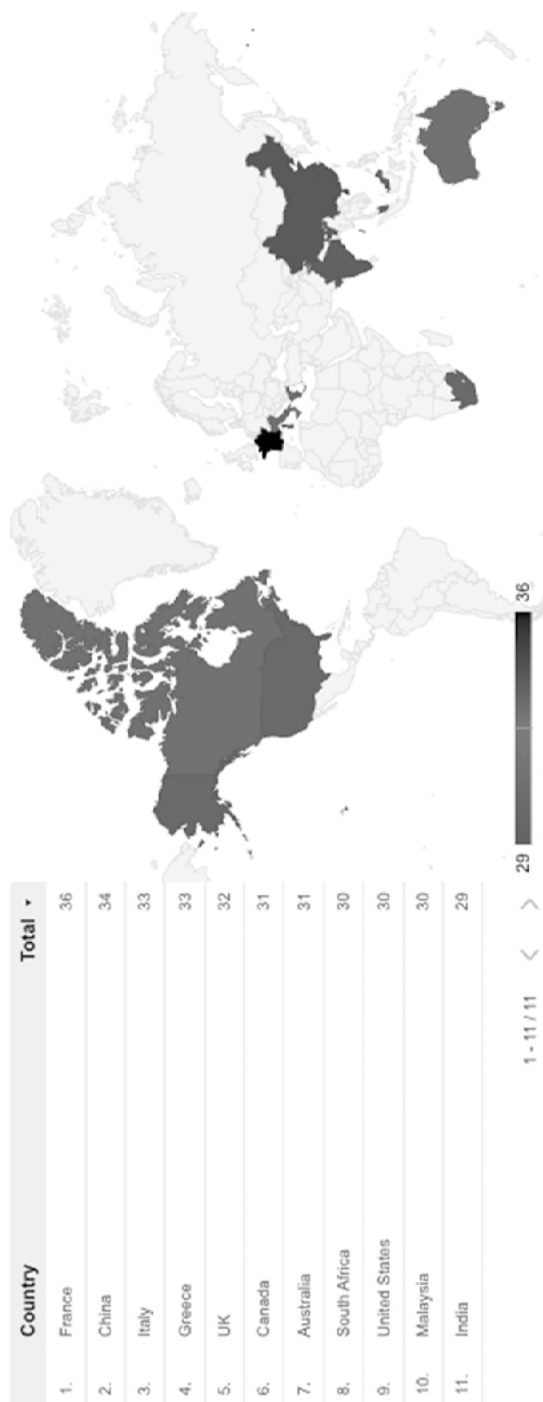 Country Total ▾
1. France 36
2. China 34
3. Italy 33
4. Greece 33
5. UK 32
6. Canada 31
7. Australia 31
8. South Africa 30
9. United States 30
10. Malaysia 30
11. India 29
1 - 11 / 11 < >
29 36